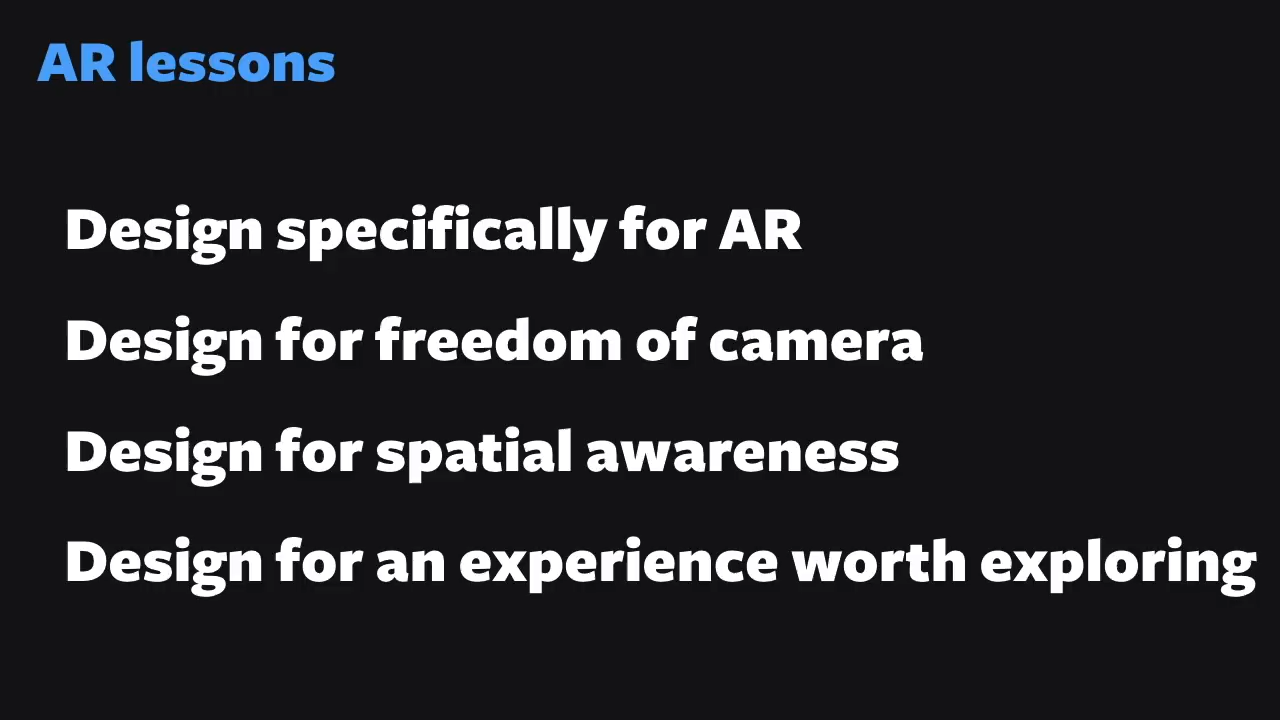 AR lessons
Design specifically for AR
Design for freedom of camera
Design for spatial awareness
Design for an experience worth exploring